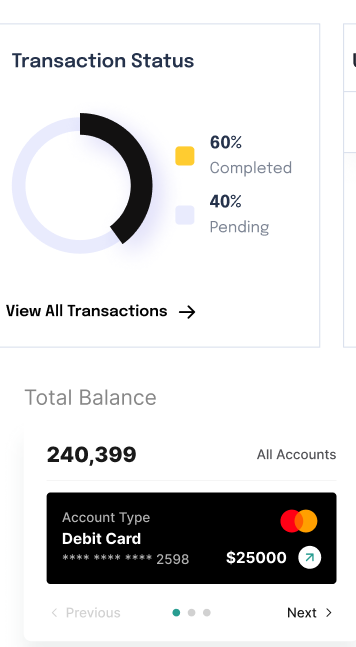 Transaction Status
60%
Completed
40%
Pending
View All Transactions
Total Balance
240,399
All Accounts
Account Type
Debit Card
**** **** **** 2598
$25000
Previous
Next